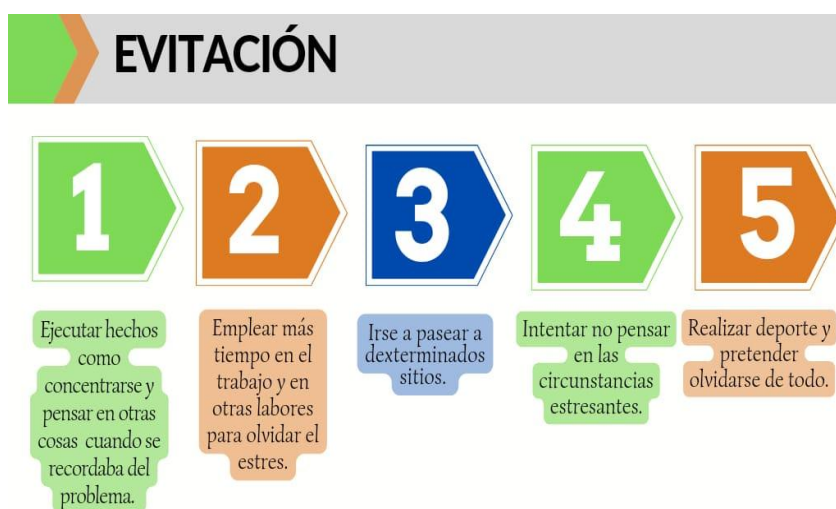 EVITACIÓN
1
2
3
4
5
Ejecutar hechos
como
concentrarse y
pensar en otras
cosas cuando se
recordaba del
problema.
Emplear más
tiempo en el
trabajo y en
otras labores
para olvidar el
estres.
Irse a pasear a
dexterminados
sitios.
Intentar no pensar
en las
circunstancias
estresantes.
Realizar deporte y
pretender
olvidarse de todo.